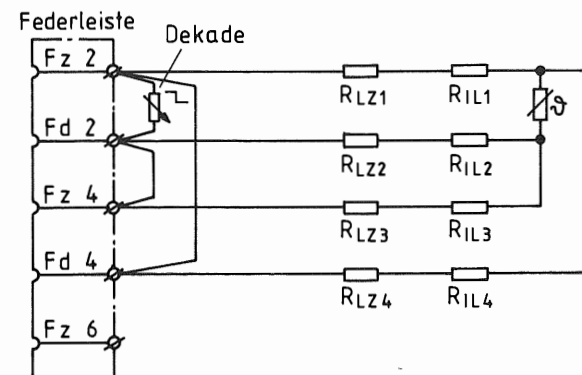 Federleiste
Dekade
Fz 2
RLZ1 RIL1
ϑ
Fd 2
RLZ2 RIL2
Fz 4
RLZ3 RIL3
Fd 4
RLZ4 RIL4
Fz 6